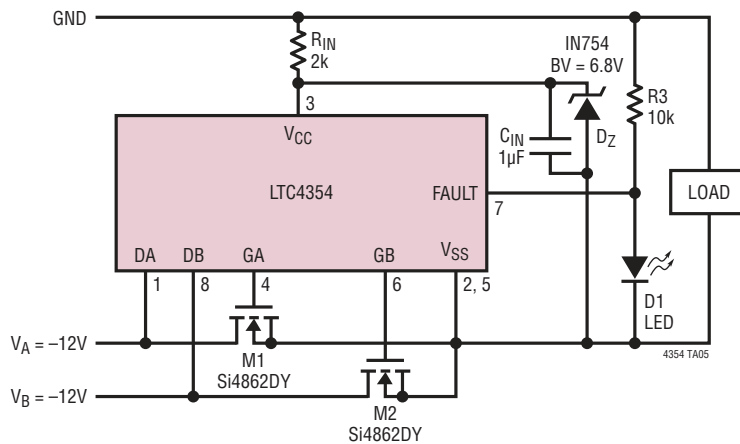 GND
RIN
2k
IN754
BV = 6.8V
R3
10k
3
VCC
CIN
1µF
DZ
LTC4354
FAULT
7
LOAD
DA
DB
GA
GB
VSS
1
8
4
6
2, 5
D1
LED
VA = –12V
M1
Si4862DY
4354 TA05
VB = –12V
M2
Si4862DY